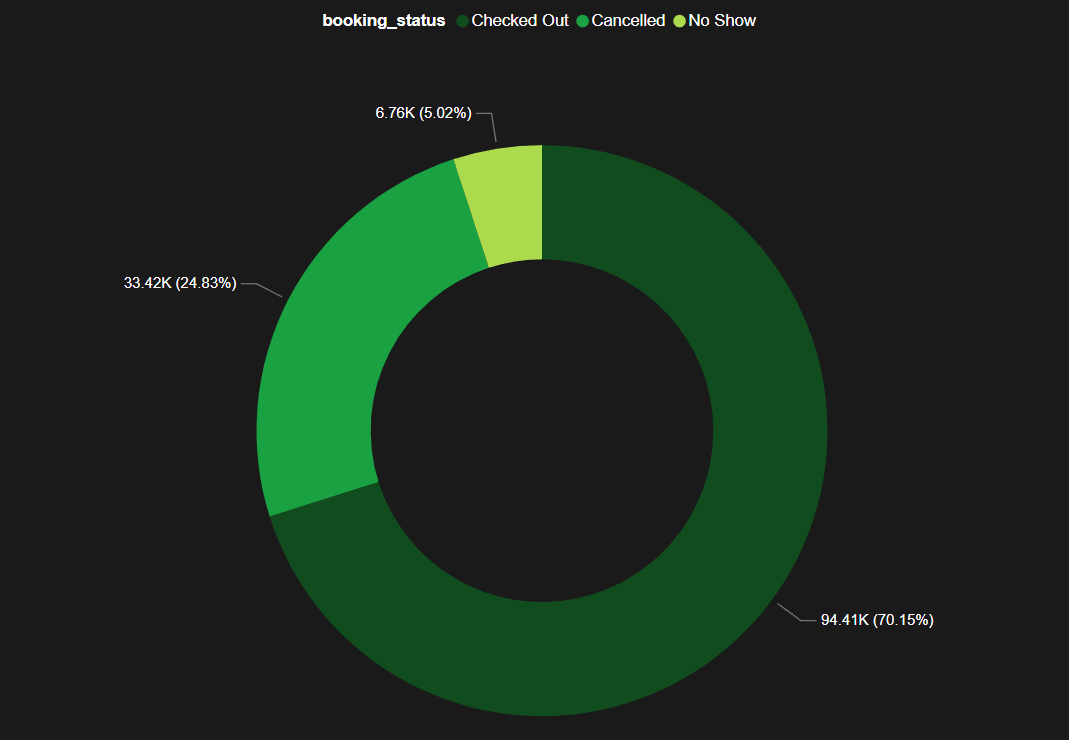 booking_status Checked Out Cancelled No Show
6.76K (5.02%)
33.42K (24.83%)
94.41K (70.15%)